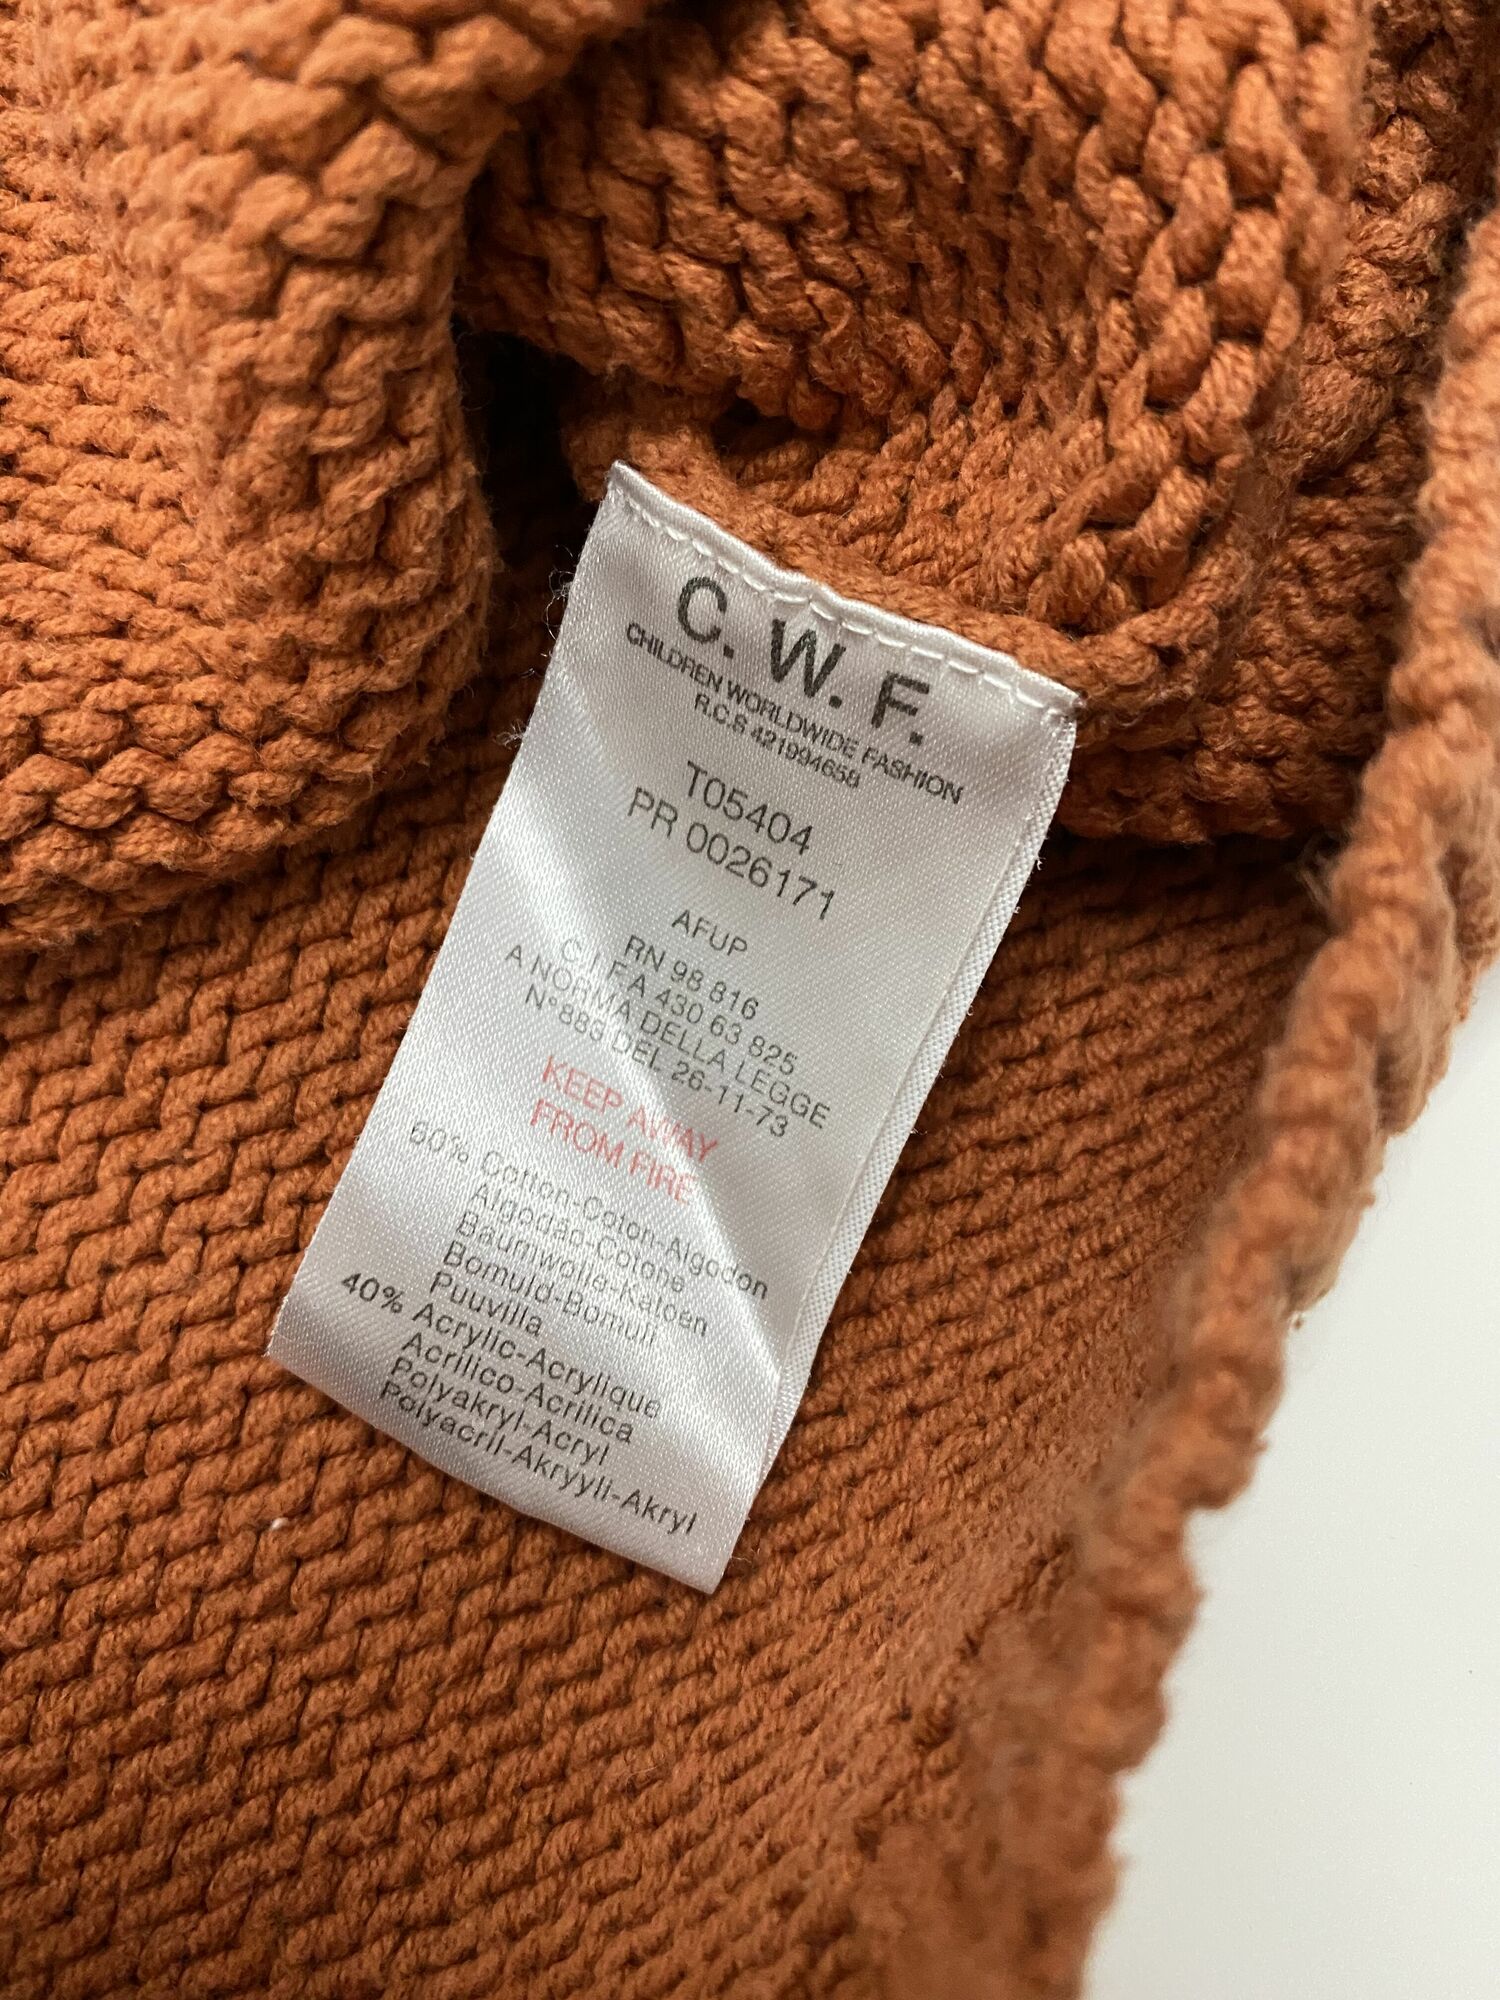 C. W. F.
CHILDREN WORLDWIDE FASHION
R.C.S 421994658
T05404
PR 0026171
AFUP
RN 98 816
C.I.F A 430 63 825
A NORMA DELLA LEGGE
N°883 DEL 26-11-73
KEEP AWAY
FROM FIRE
60% Cotton-Coton-Algodon
Algodão-Cotone
Baumwolle-Katoen
Bomuld-Bomull
Puuvilla
40% Acrylic-Acrylique
Acrilico-Acrilica
Polyakryl-Acryl
Polyacril-Akryyli-Akryl